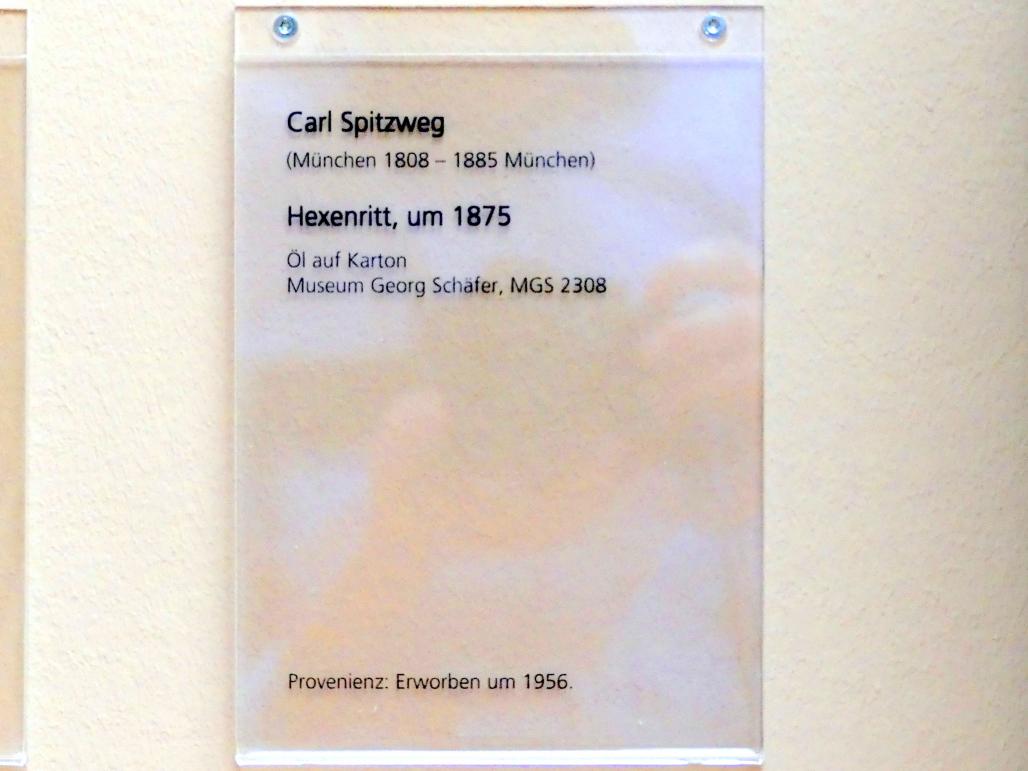 Carl Spitzweg
(München 1808 – 1885 München)
Hexenritt, um 1875
Öl auf Karton
Museum Georg Schäfer, MGS 2308
Provenienz: Erworben um 1956.